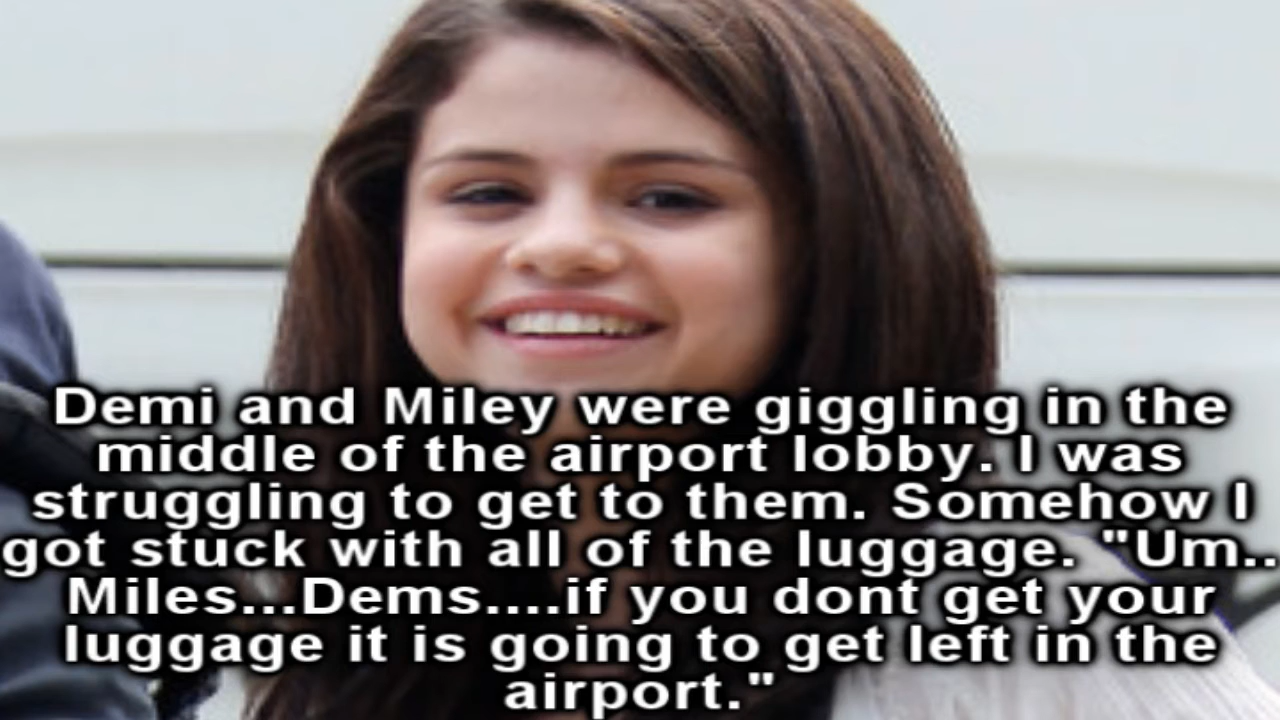 Demi and Miley were giggling in the
middle of the airport lobby. I was
struggling to get to them. Somehow I
got stuck with all of the luggage. "Um..
Miles...Dems....if you dont get your
luggage it is going to get left in the
airport."